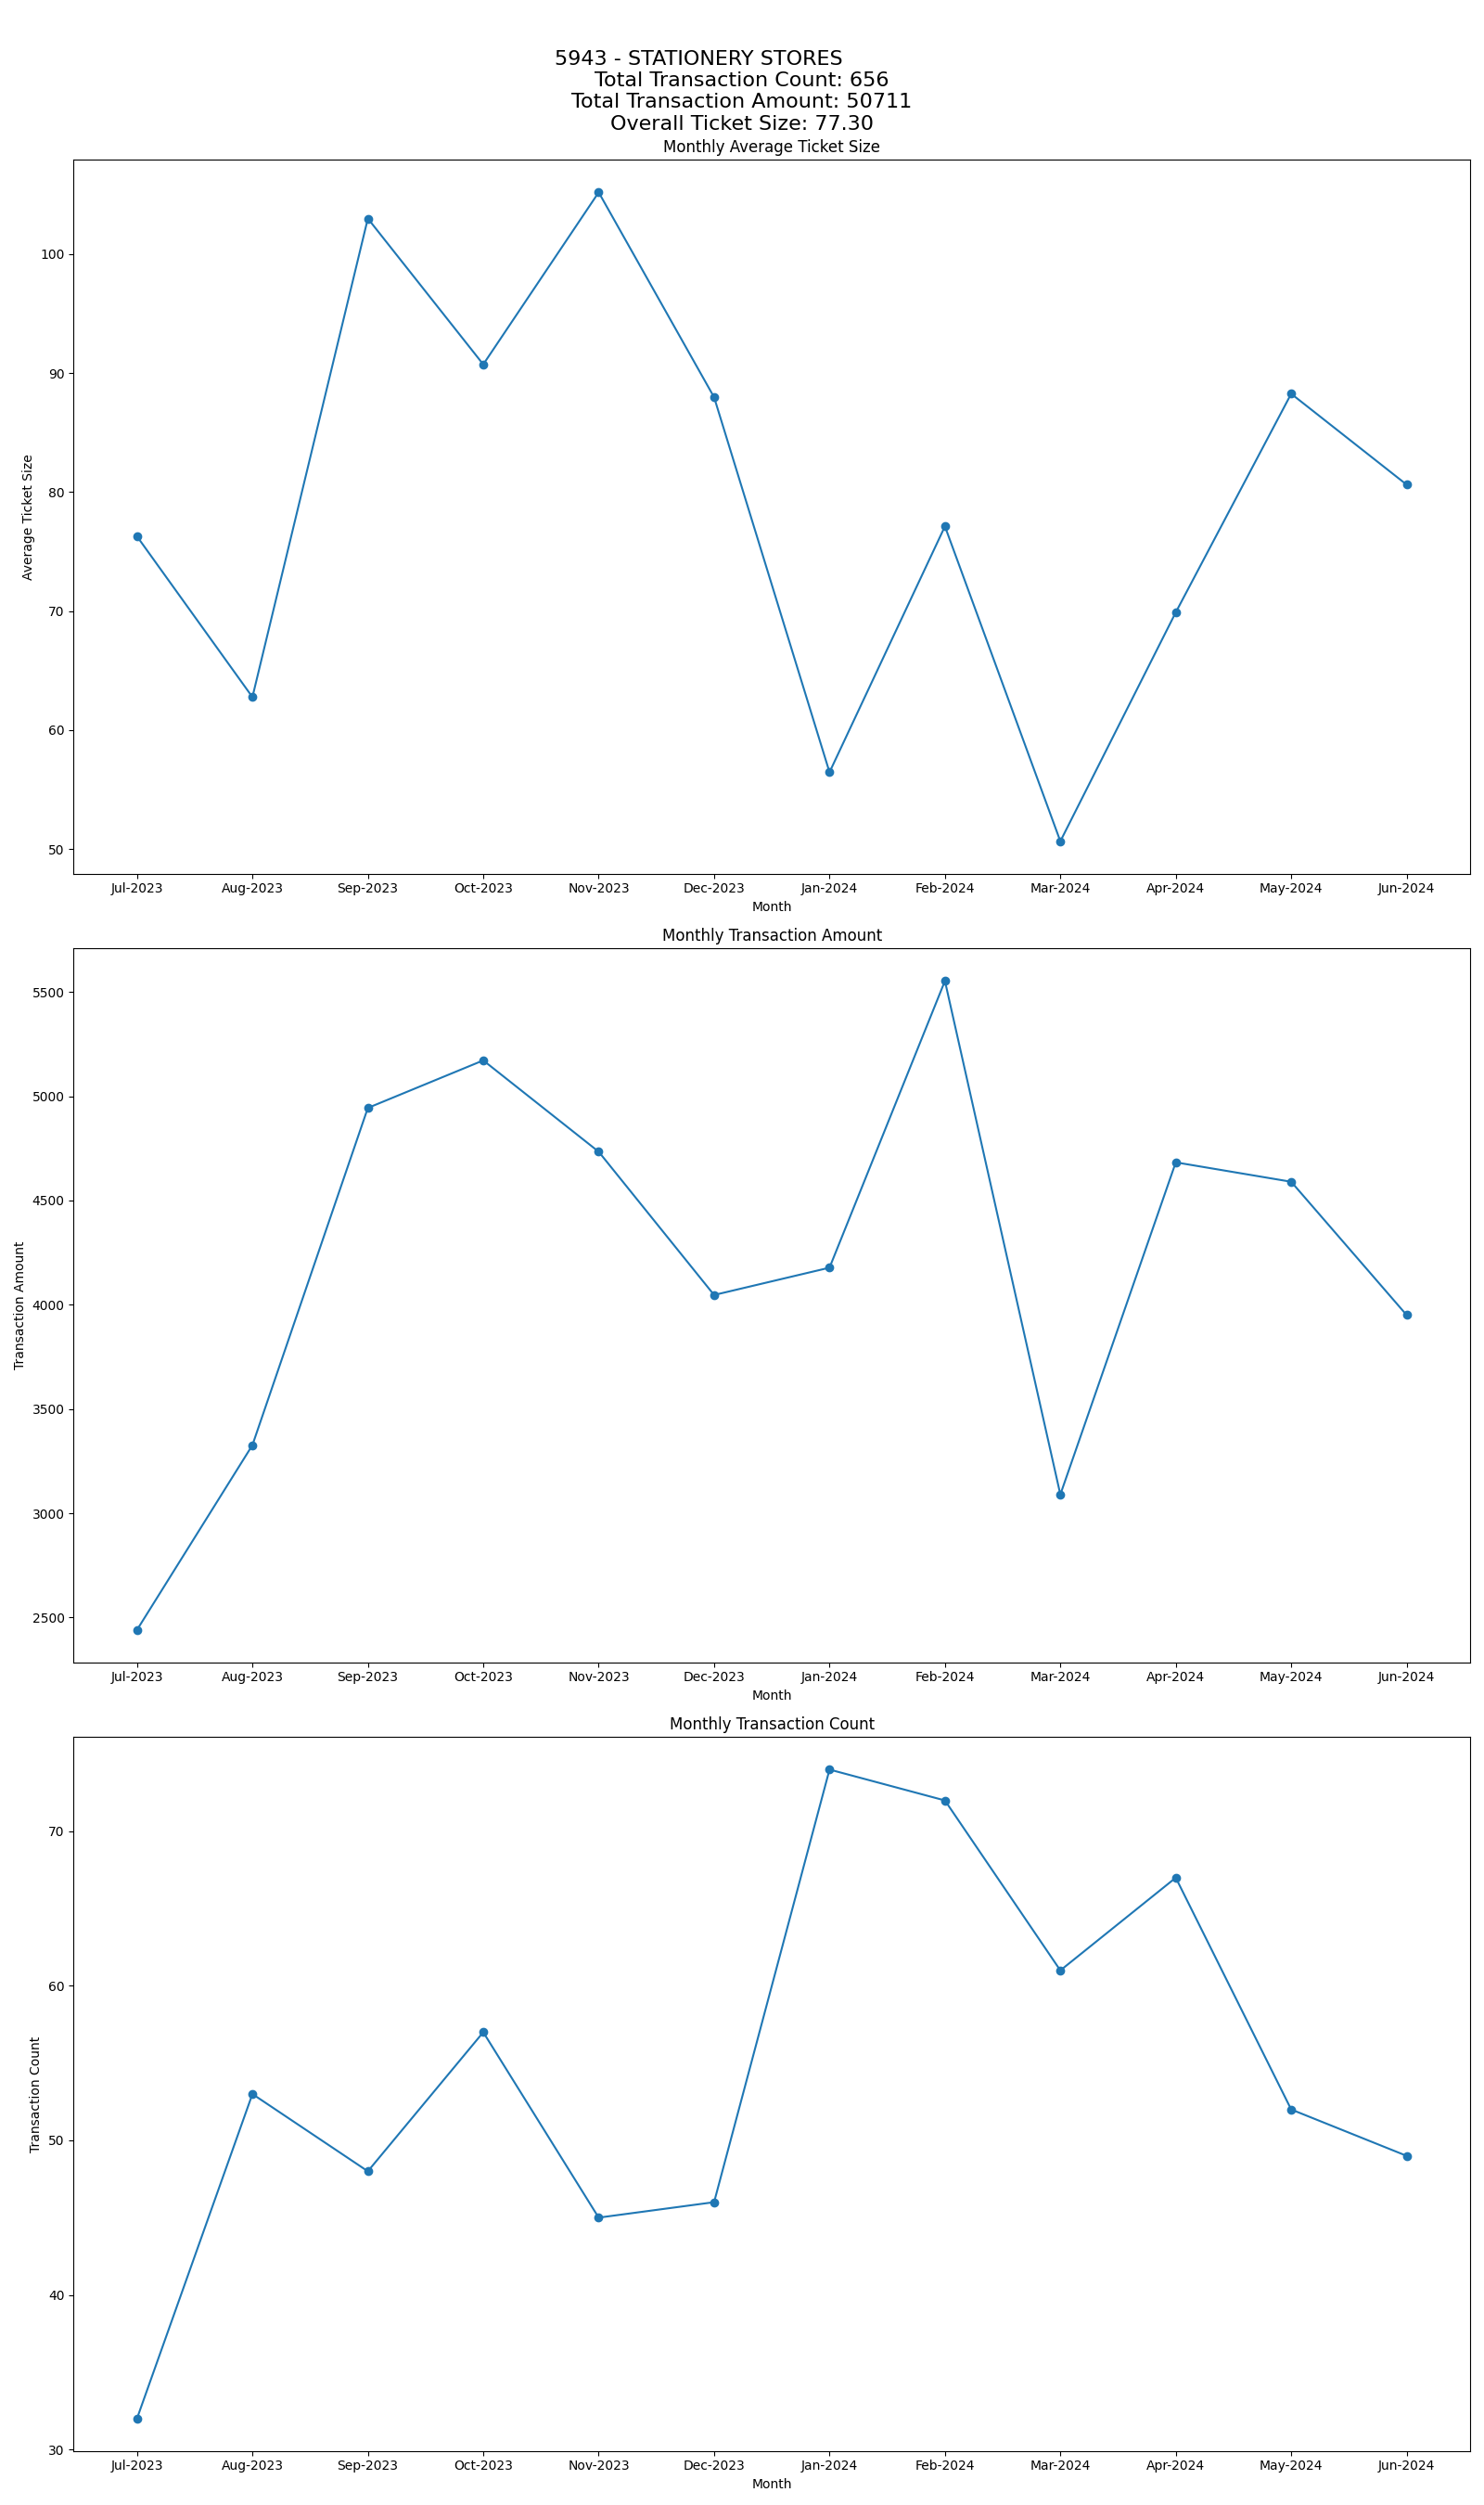 5943 - STATIONERY STORES
Total Transaction Count: 656
Total Transaction Amount: 50711
Overall Ticket Size: 77.30
Monthly Average Ticket Size
100
90
80
70
60
50
Average Ticket Size
Jul-2023 Aug-2023 Sep-2023 Oct-2023 Nov-2023 Dec-2023 Jan-2024 Feb-2024 Mar-2024 Apr-2024 May-2024 Jun-2024
Month
Monthly Transaction Amount
5500
5000
4500
4000
3500
3000
2500
Transaction Amount
Jul-2023 Aug-2023 Sep-2023 Oct-2023 Nov-2023 Dec-2023 Jan-2024 Feb-2024 Mar-2024 Apr-2024 May-2024 Jun-2024
Month
Monthly Transaction Count
70
60
50
40
30
Transaction Count
Jul-2023 Aug-2023 Sep-2023 Oct-2023 Nov-2023 Dec-2023 Jan-2024 Feb-2024 Mar-2024 Apr-2024 May-2024 Jun-2024
Month